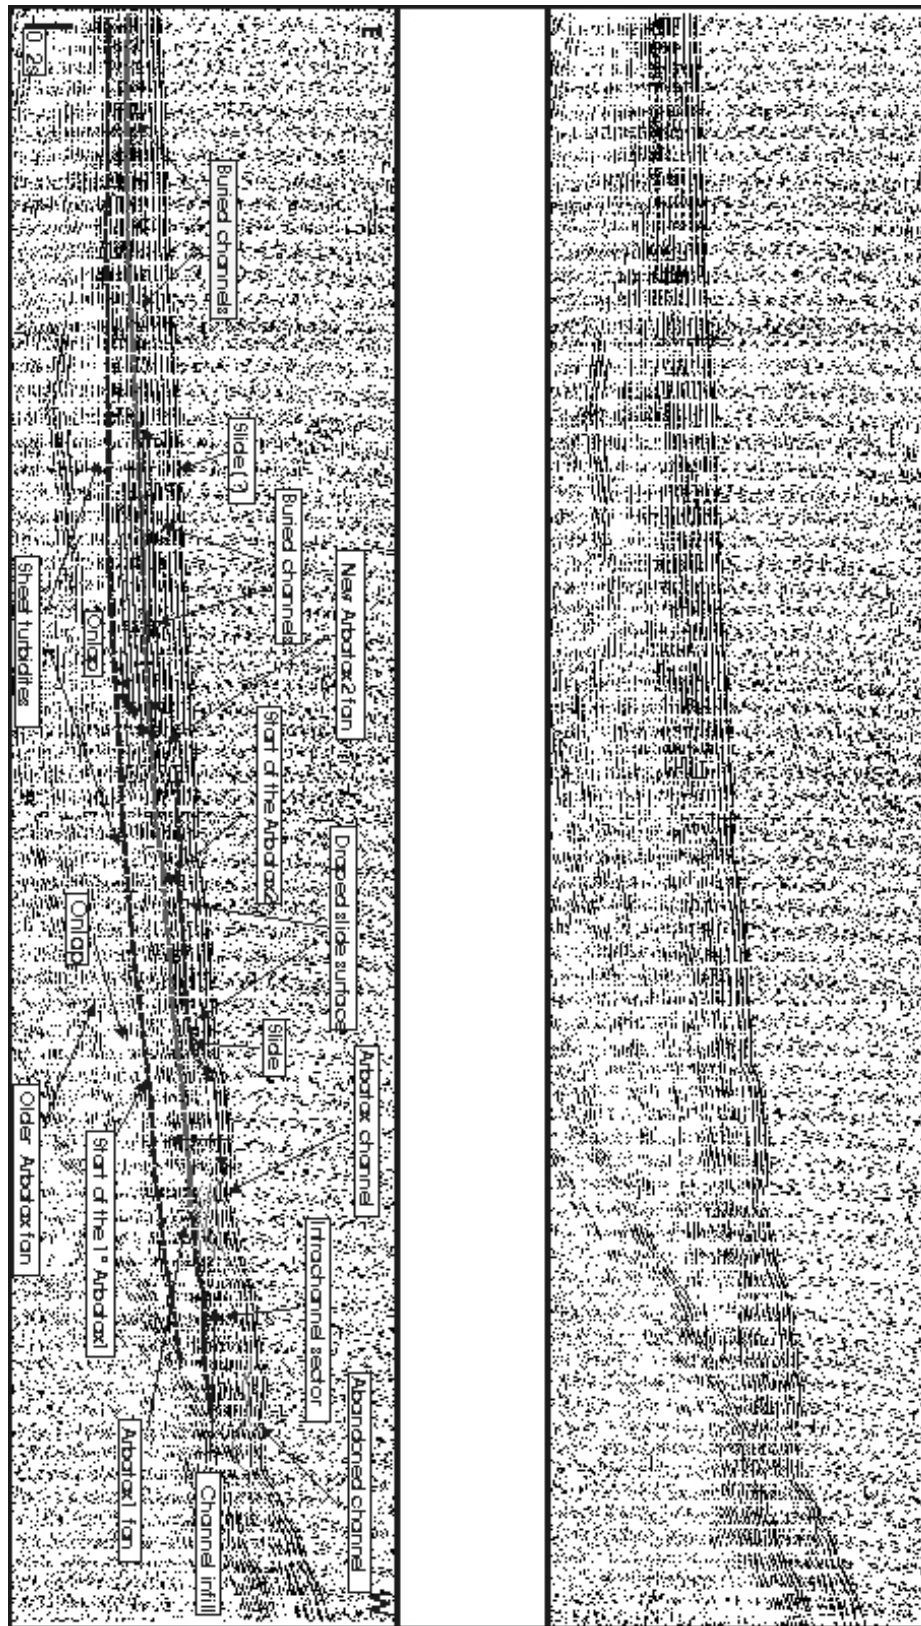 E
0.2s
Buried channels
Slide(?)
Buried channels
New Arbatax2 fan
Sheet turbidites
Onlap
Start of the Arbatax2
Draped slide surface
Onlap
Slide
Arbatax channel
Older Arbatax fan
Start of the 1° Arbatax1
Intrachannel sector
Abandoned channel
Arbatax1 fan
Channel infill
W